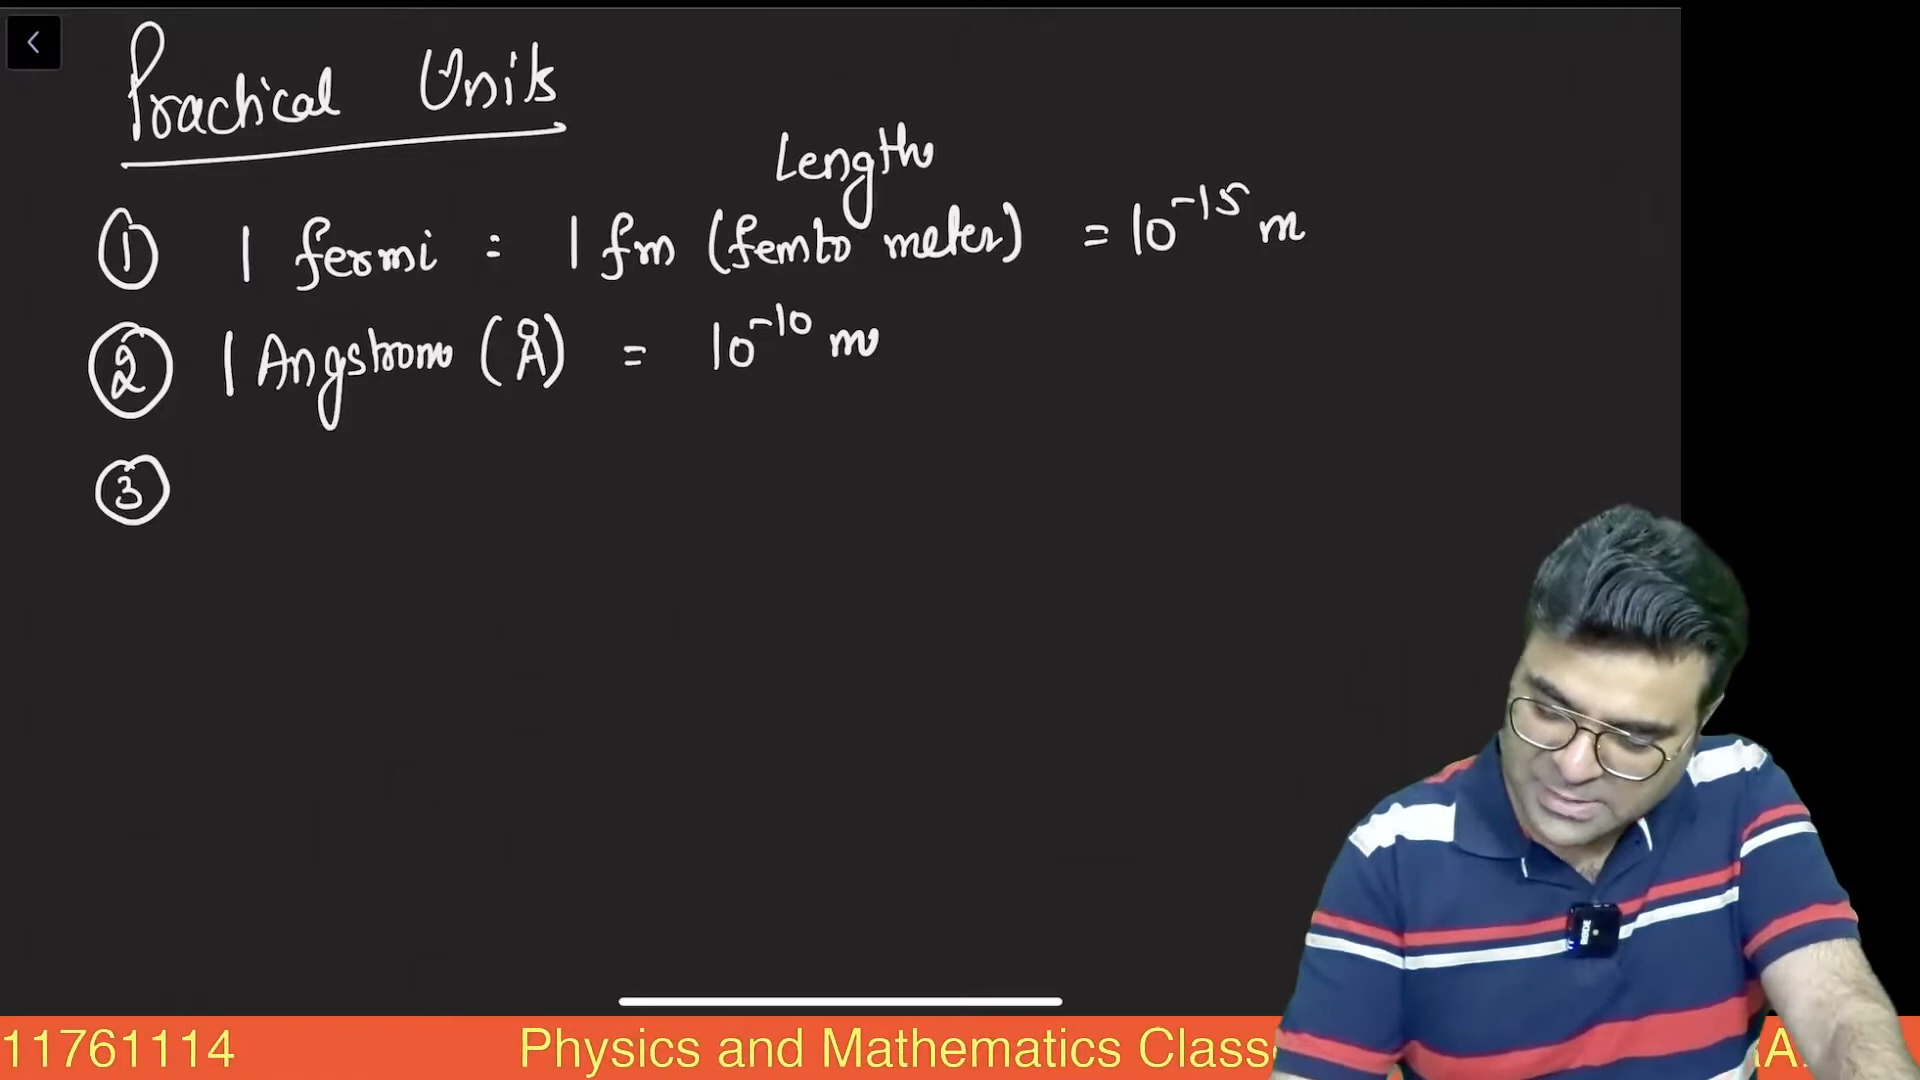 Practical Units
Length
① 1 fermi = 1 fm (femto meter) = 10⁻¹⁵ m
② 1 Angstrom (Å) = 10⁻¹⁰ m
③
11761114 Physics and Mathematics Class